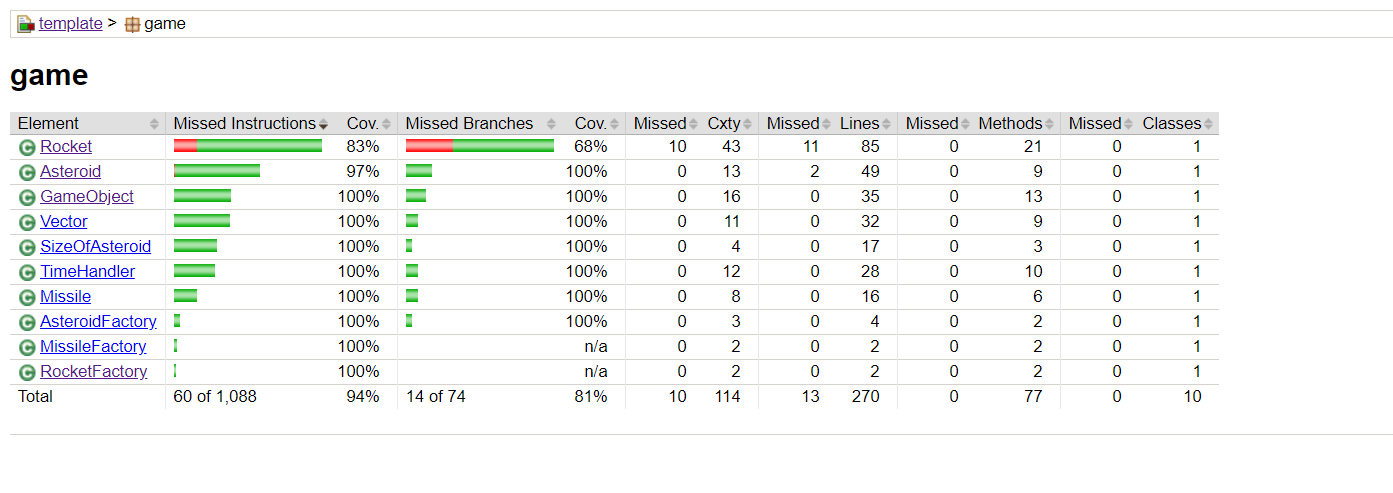 template > game
game
Element Missed Instructions Cov. Missed Branches Cov. Missed Cxty Missed Lines Missed Methods Missed Classes
C Rocket 83% 68% 10 43 11 85 0 21 0 1
C Asteroid 97% 100% 0 13 2 49 0 9 0 1
C GameObject 100% 100% 0 16 0 35 0 13 0 1
C Vector 100% 100% 0 11 0 32 0 9 0 1
C SizeOfAsteroid 100% 100% 0 4 0 17 0 3 0 1
C TimeHandler 100% 100% 0 12 0 28 0 10 0 1
C Missile 100% 100% 0 8 0 16 0 6 0 1
C AsteroidFactory 100% 100% 0 3 0 4 0 2 0 1
C MissileFactory 100% n/a 0 2 0 2 0 2 0 1
C RocketFactory 100% n/a 0 2 0 2 0 2 0 1
Total 60 of 1,088 94% 14 of 74 81% 10 114 13 270 0 77 0 10